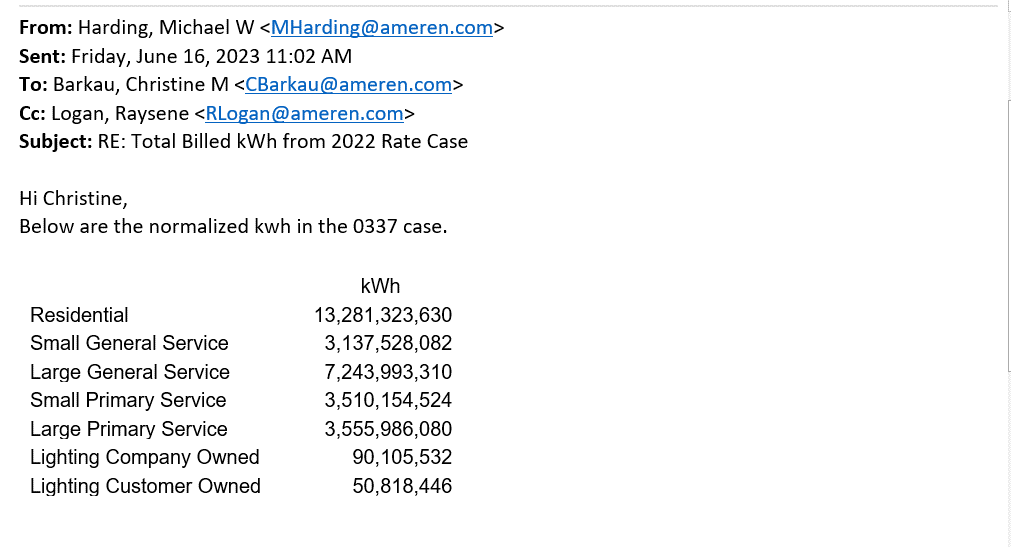 From: Harding, Michael W <MHarding@ameren.com>
Sent: Friday, June 16, 2023 11:02 AM
To: Barkau, Christine M <CBarkau@ameren.com>
Cc: Logan, Raysene <RLogan@ameren.com>
Subject: RE: Total Billed kWh from 2022 Rate Case
Hi Christine,
Below are the normalized kwh in the 0337 case.
kWh
Residential 13,281,323,630
Small General Service 3,137,528,082
Large General Service 7,243,993,310
Small Primary Service 3,510,154,524
Large Primary Service 3,555,986,080
Lighting Company Owned 90,105,532
Lighting Customer Owned 50,818,446